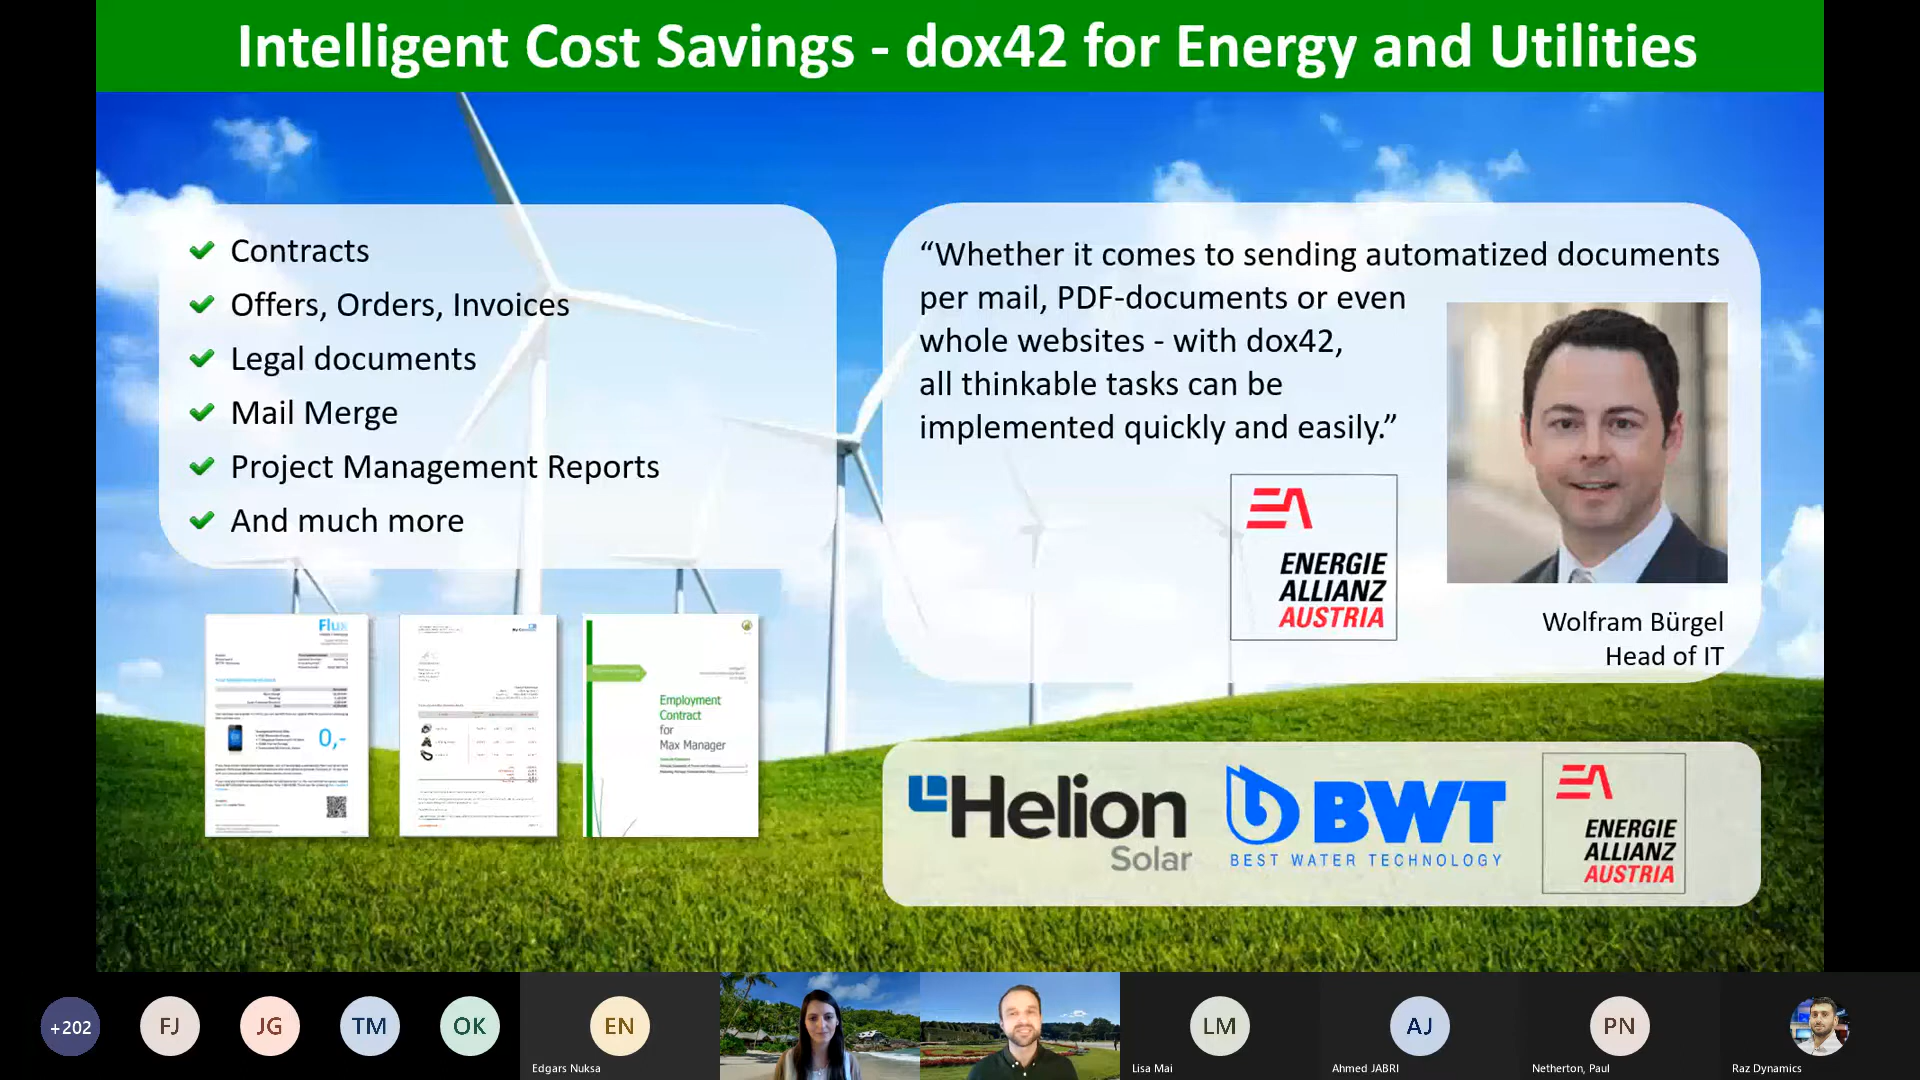 Intelligent Cost Savings - dox42 for Energy and Utilities
Contracts
Offers, Orders, Invoices
Legal documents
Mail Merge
Project Management Reports
And much more
“Whether it comes to sending automatized documents
per mail, PDF-documents or even
whole websites - with dox42,
all thinkable tasks can be
implemented quickly and easily.”
EA
ENERGIE
ALLIANZ
AUSTRIA
Wolfram Bürgel
Head of IT
Flux
0,-
Employment
Contract
for
Max Manager
Helion
Solar
BWT
BEST WATER TECHNOLOGY
EA
ENERGIE
ALLIANZ
AUSTRIA
+202
FJ
JG
TM
OK
EN
Edgars Nuksa
LM
Lisa Mai
AJ
Ahmed JABRI
PN
Netherton, Paul
Raz Dynamics